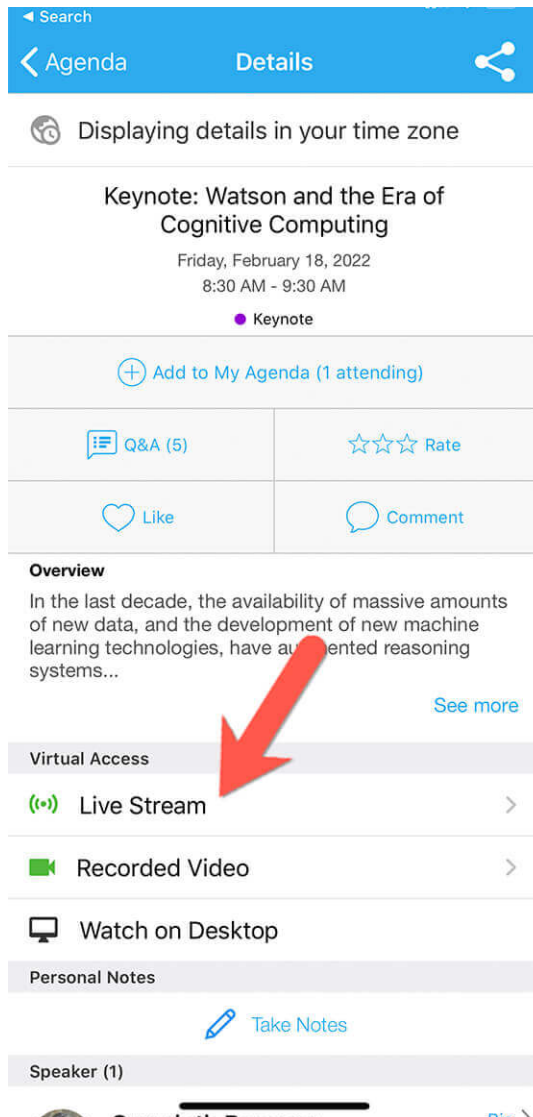 Search
Agenda
Details
Displaying details in your time zone
Keynote: Watson and the Era of
Cognitive Computing
Friday, February 18, 2022
8:30 AM - 9:30 AM
Keynote
Add to My Agenda (1 attending)
Q&A (5)
Rate
Like
Comment
Overview
In the last decade, the availability of massive amounts
of new data, and the development of new machine
learning technologies, have augmented reasoning
systems...
See more
Virtual Access
Live Stream
Recorded Video
Watch on Desktop
Personal Notes
Take Notes
Speaker (1)